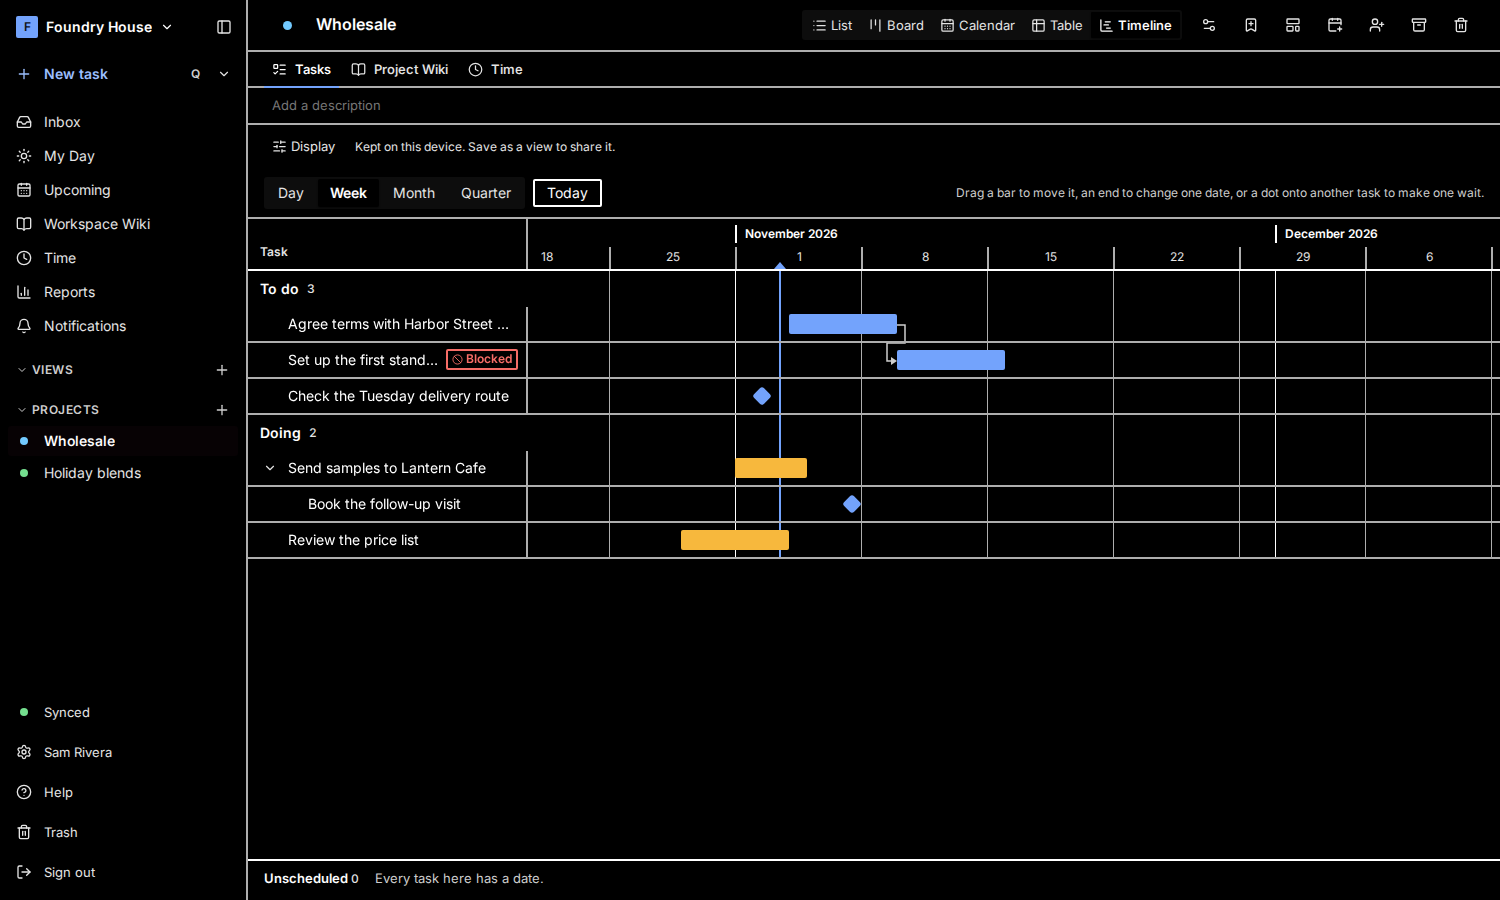 F Foundry House
New task Q
Inbox
My Day
Upcoming
Workspace Wiki
Time
Reports
Notifications
VIEWS
PROJECTS
Wholesale
Holiday blends
Synced
Sam Rivera
Help
Trash
Sign out
Wholesale
List Board Calendar Table Timeline
Tasks Project Wiki Time
Add a description
Display Kept on this device. Save as a view to share it.
Day Week Month Quarter Today
Drag a bar to move it, an end to change one date, or a dot onto another task to make one wait.
November 2026 December 2026
Task 18 25 1 8 15 22 29 6
To do 3
Agree terms with Harbor Street ...
Set up the first stand... Blocked
Check the Tuesday delivery route
Doing 2
Send samples to Lantern Cafe
Book the follow-up visit
Review the price list
Unscheduled 0 Every task here has a date.